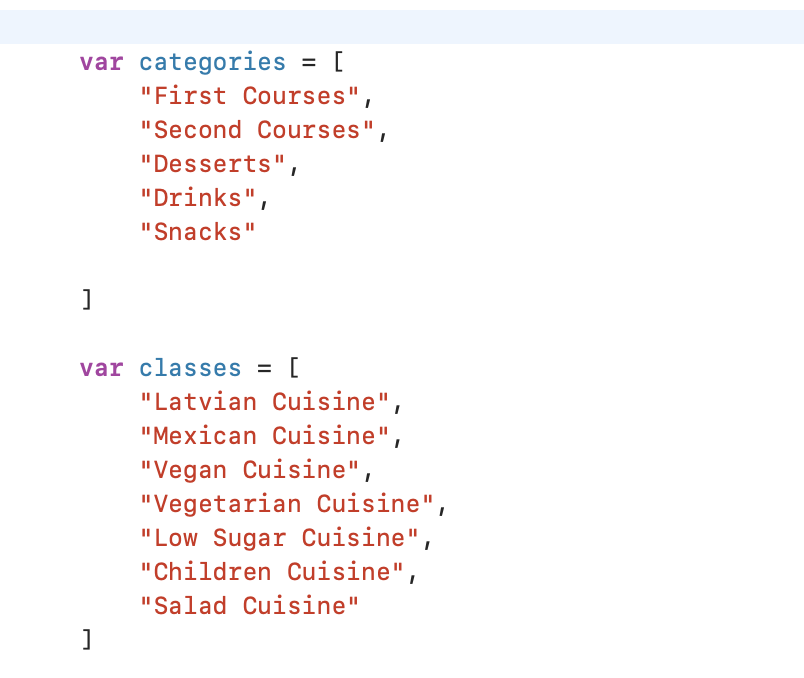 var categories = [
"First Courses",
"Second Courses",
"Desserts",
"Drinks",
"Snacks"
]
var classes = [
"Latvian Cuisine",
"Mexican Cuisine",
"Vegan Cuisine",
"Vegetarian Cuisine",
"Low Sugar Cuisine",
"Children Cuisine",
"Salad Cuisine"
]